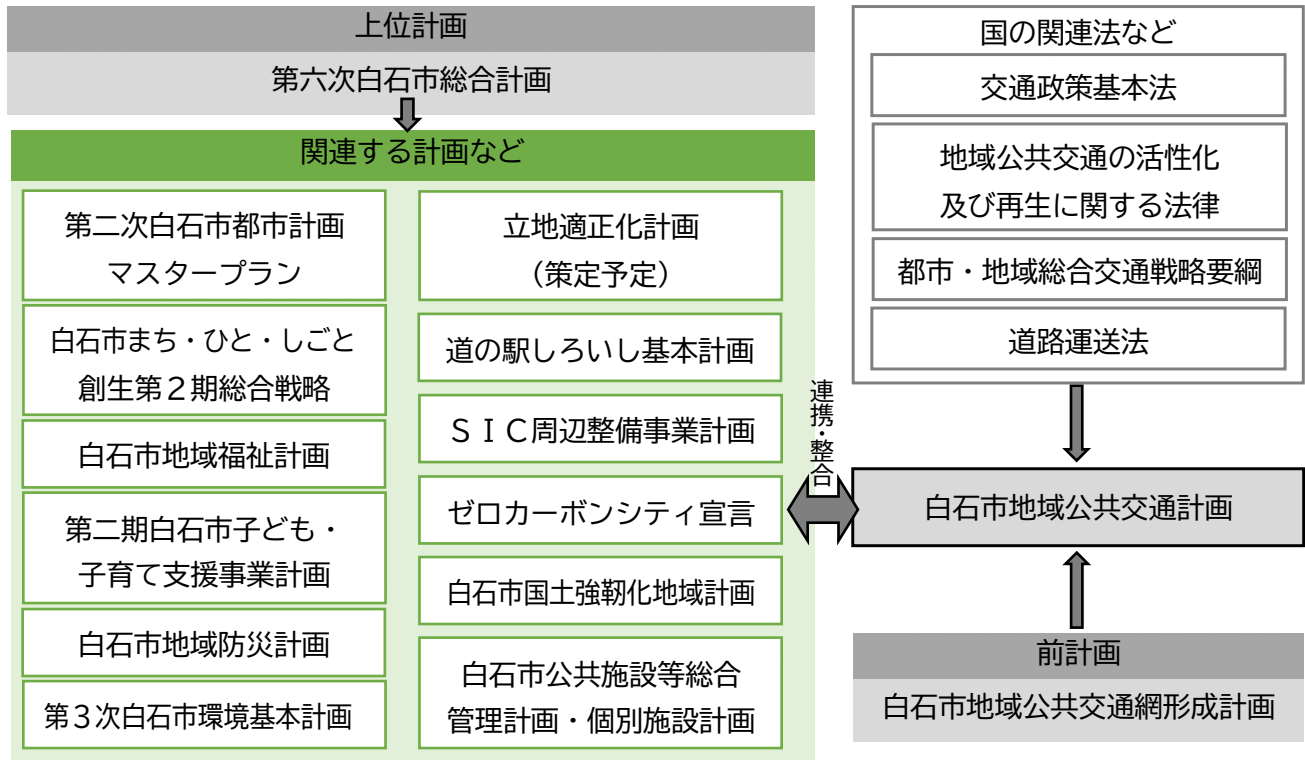 上位計画
第六次白石市総合計画
関連する計画など
第二次白石市都市計画
マスタープラン
白石市まち・ひと・しごと
創生第２期総合戦略
白石市地域福祉計画
第二期白石市子ども・
子育て支援事業計画
白石市地域防災計画
第３次白石市環境基本計画
立地適正化計画
（策定予定）
道の駅しろいし基本計画
ＳＩＣ周辺整備事業計画
ゼロカーボンシティ宣言
白石市国土強靭化地域計画
白石市公共施設等総合
管理計画・個別施設計画
連携・整合
国の関連法など
交通政策基本法
地域公共交通の活性化
及び再生に関する法律
都市・地域総合交通戦略要綱
道路運送法
白石市地域公共交通計画
前計画
白石市地域公共交通網形成計画